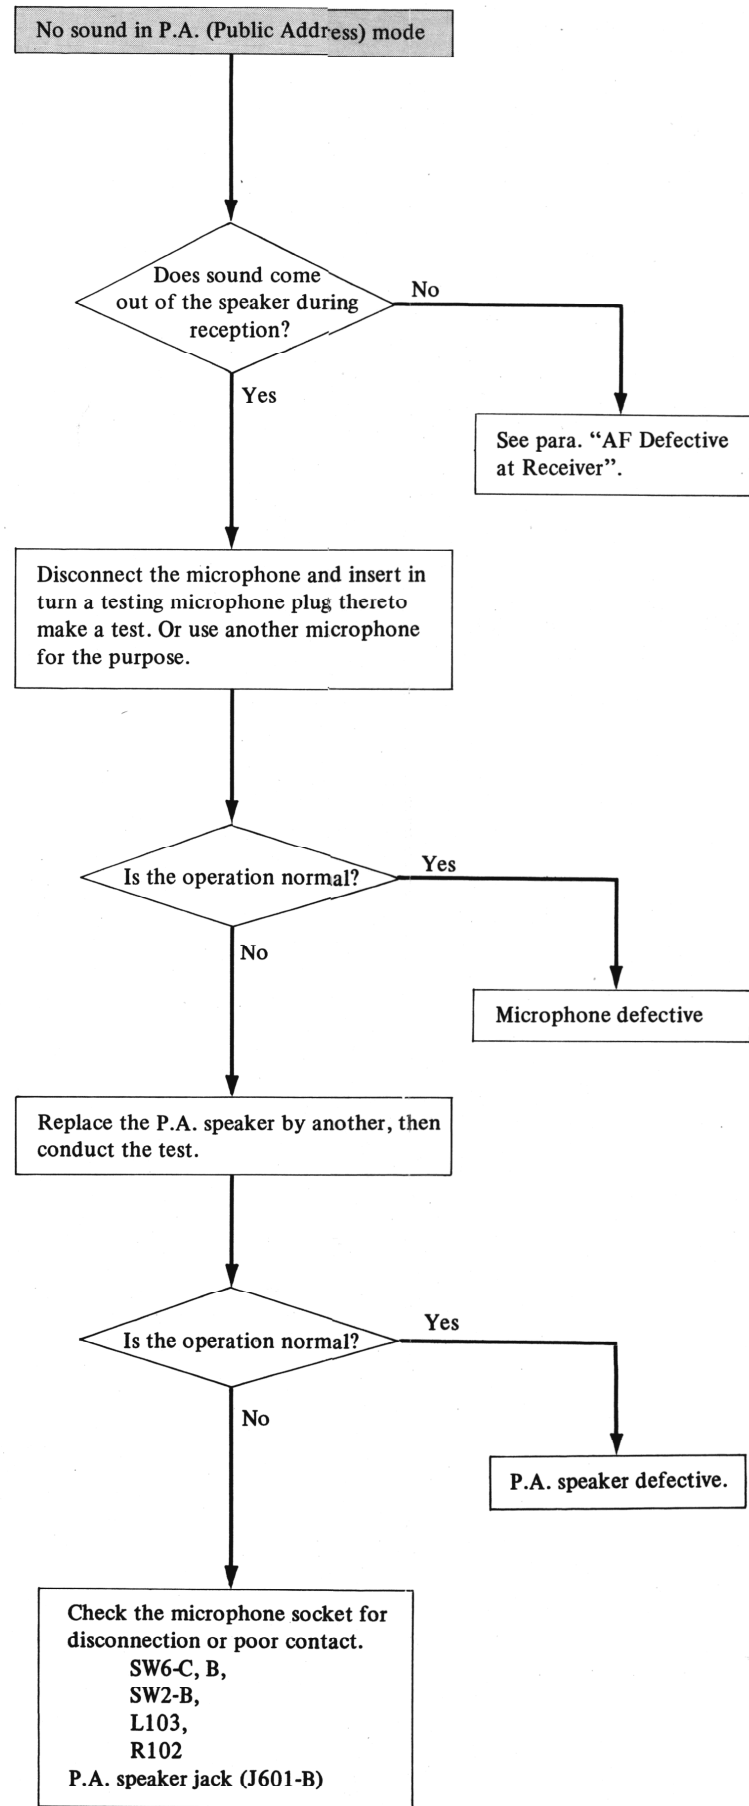 No sound in P.A. (Public Address) mode
Does sound come
out of the speaker during
reception?
No
Yes
See para. “AF Defective
at Receiver”.
Disconnect the microphone and insert in
turn a testing microphone plug thereto
make a test. Or use another microphone
for the purpose.
Is the operation normal?
Yes
No
Microphone defective
Replace the P.A. speaker by another, then
conduct the test.
Is the operation normal?
Yes
No
P.A. speaker defective.
Check the microphone socket for
disconnection or poor contact.
SW6-C, B,
SW2-B,
L103,
R102
P.A. speaker jack (J601-B)